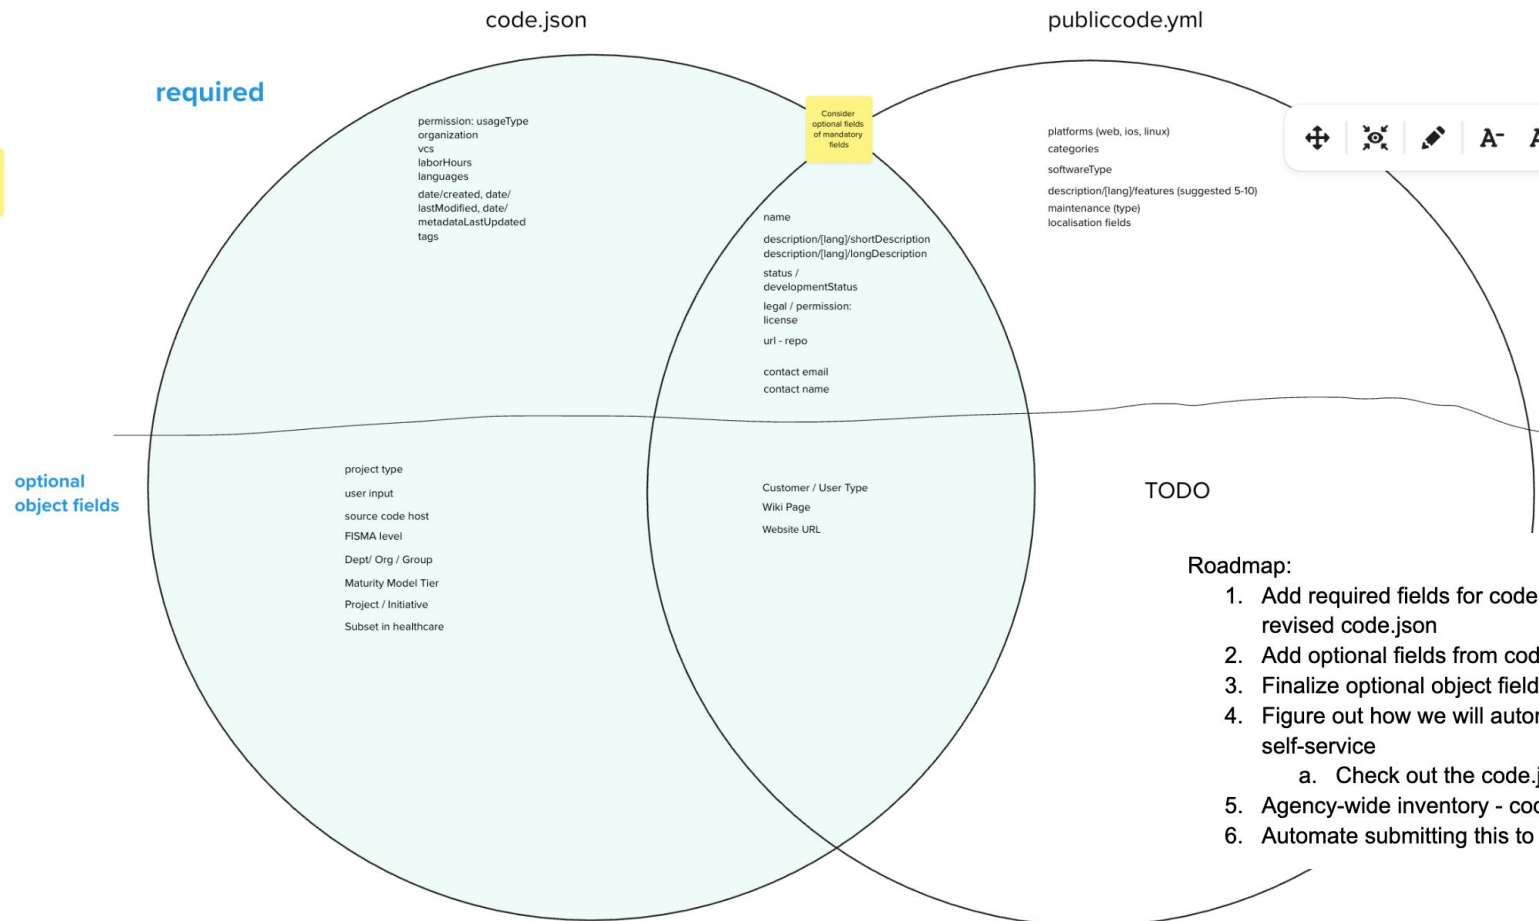 code.json
publiccode.yml
required
permission: usageType
organization
vcs
laborHours
languages
date/created, date/
lastModified, date/
metadataLastUpdated
tags
Consider
optional fields
of mandatory
fields
platforms (web, ios, linux)
categories
softwareType
description/[lang]/features (suggested 5-10)
maintenance (type)
localisation fields
A-
name
description/[lang]/shortDescription
description/[lang]/longDescription
status /
developmentStatus
legal / permission:
license
url - repo
contact email
contact name
optional
object fields
project type
user input
source code host
FISMA level
Dept/ Org / Group
Maturity Model Tier
Project / Initiative
Subset in healthcare
Customer / User Type
Wiki Page
Website URL
TODO
Roadmap:
1. Add required fields for code
revised code.json
2. Add optional fields from
3. Finalize optional object
4. Figure out how we will
self-service
a. Check out the
5. Agency-wide inventory -
6. Automate submitting this to